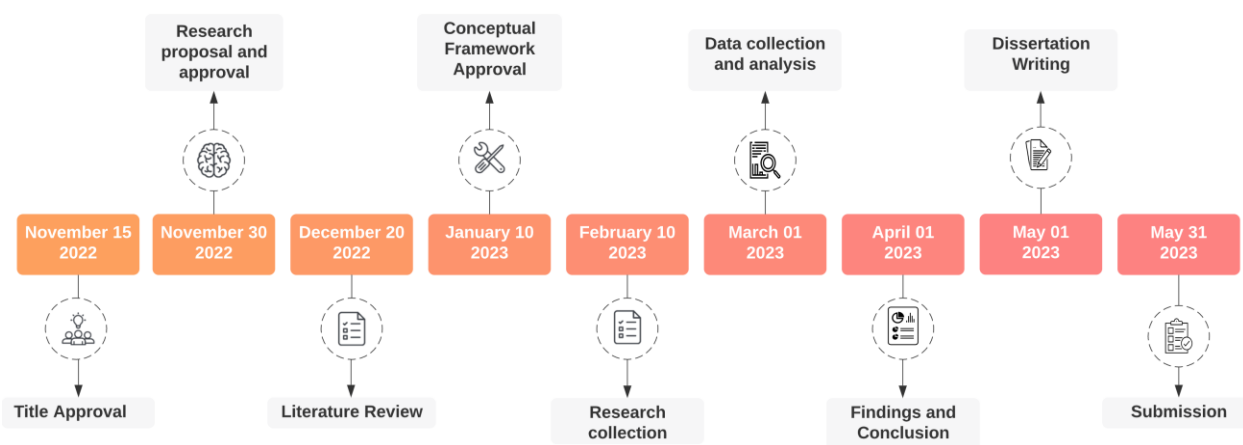 Research
proposal and
approval
Conceptual
Framework
Approval
Data collection
and analysis
Dissertation
Writing
November 15
2022
November 30
2022
December 20
2022
January 10
2023
February 10
2023
March 01
2023
April 01
2023
May 01
2023
May 31
2023
Title Approval
Literature Review
Research
collection
Findings and
Conclusion
Submission